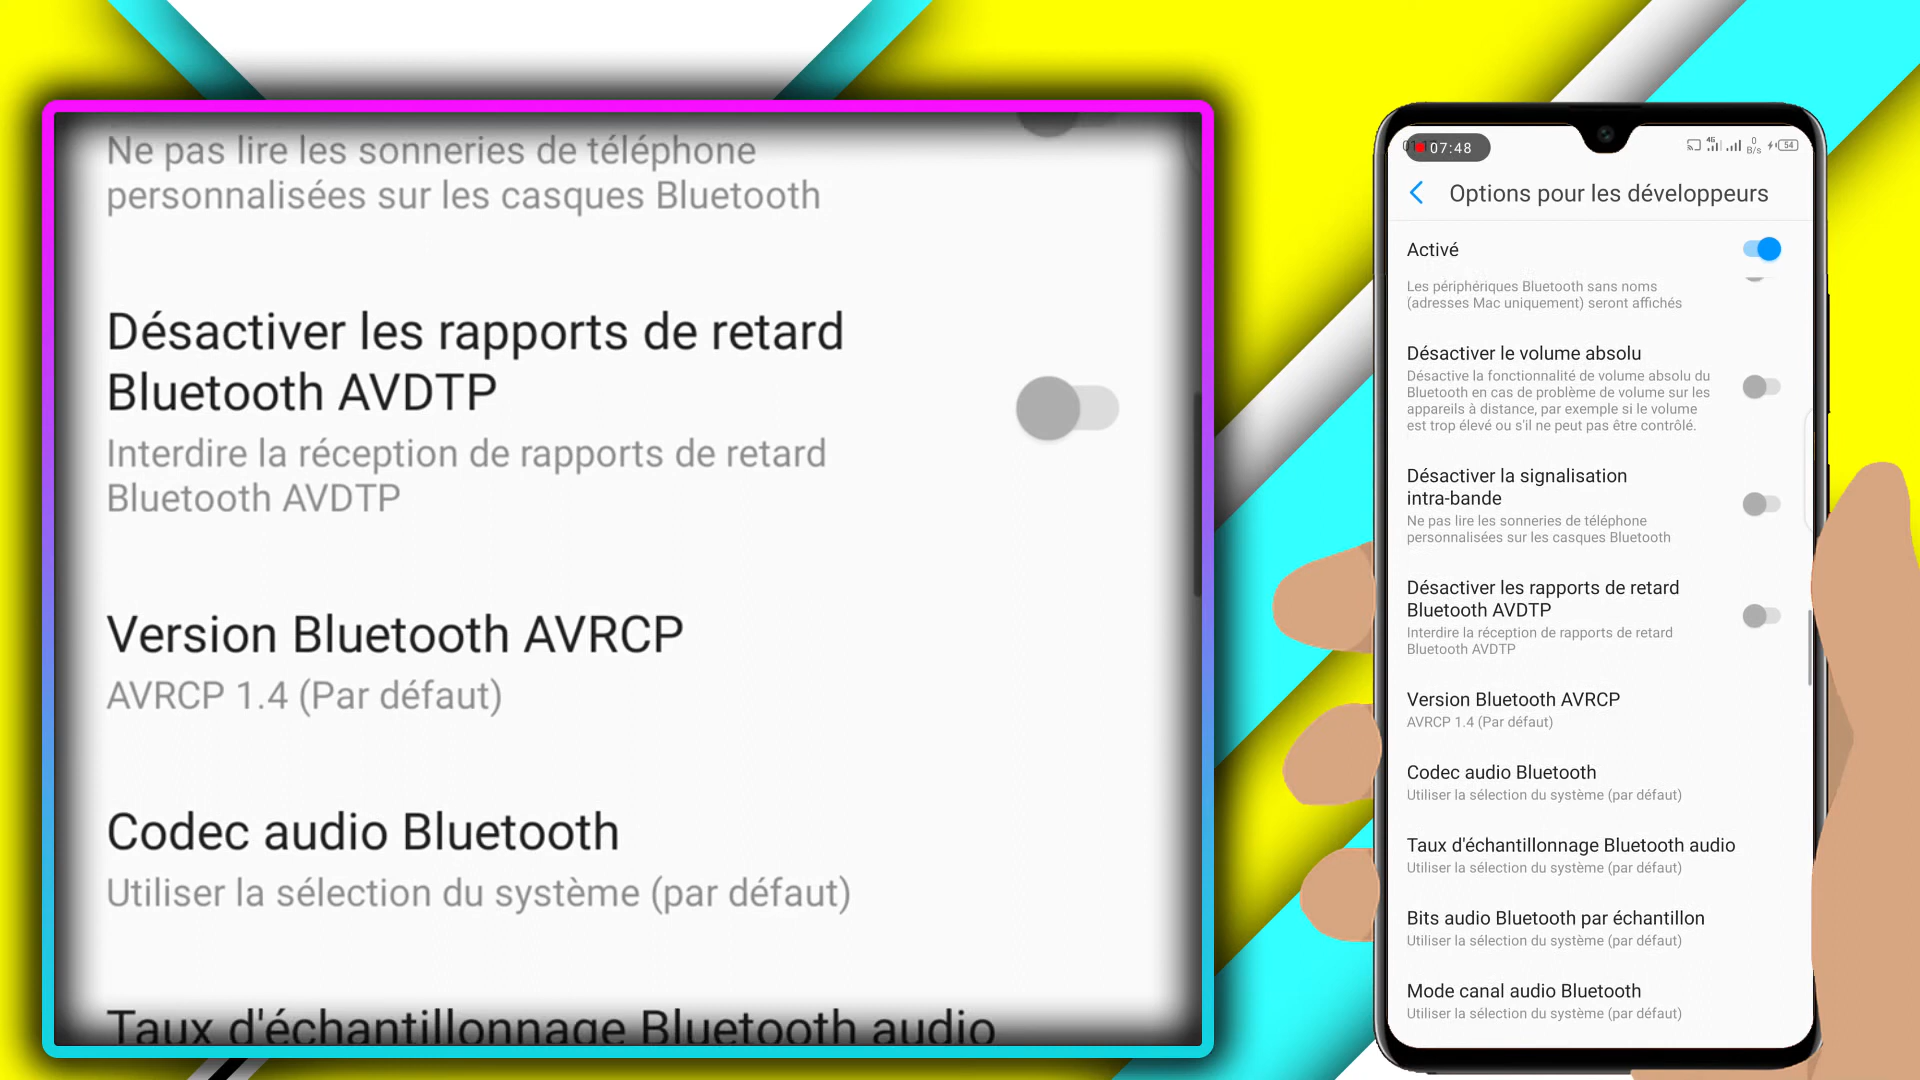 Ne pas lire les sonneries de téléphone
personnalisées sur les casques Bluetooth
Désactiver les rapports de retard
Bluetooth AVDTP
Interdire la réception de rapports de retard
Bluetooth AVDTP
Version Bluetooth AVRCP
AVRCP 1.4 (Par défaut)
Codec audio Bluetooth
Utiliser la sélection du système (par défaut)
Taux d'échantillonnage Bluetooth audio
07:48
4G
0
B/s
54
Options pour les développeurs
Activé
Les périphériques Bluetooth sans noms
(adresses Mac uniquement) seront affichés
Désactiver le volume absolu
Désactive la fonctionnalité de volume absolu du
Bluetooth en cas de problème de volume sur les
appareils à distance, par exemple si le volume
est trop élevé ou s'il ne peut pas être contrôlé.
Désactiver la signalisation
intra-bande
Ne pas lire les sonneries de téléphone
personnalisées sur les casques Bluetooth
Désactiver les rapports de retard
Bluetooth AVDTP
Interdire la réception de rapports de retard
Bluetooth AVDTP
Version Bluetooth AVRCP
AVRCP 1.4 (Par défaut)
Codec audio Bluetooth
Utiliser la sélection du système (par défaut)
Taux d'échantillonnage Bluetooth audio
Utiliser la sélection du système (par défaut)
Bits audio Bluetooth par échantillon
Utiliser la sélection du système (par défaut)
Mode canal audio Bluetooth
Utiliser la sélection du système (par défaut)